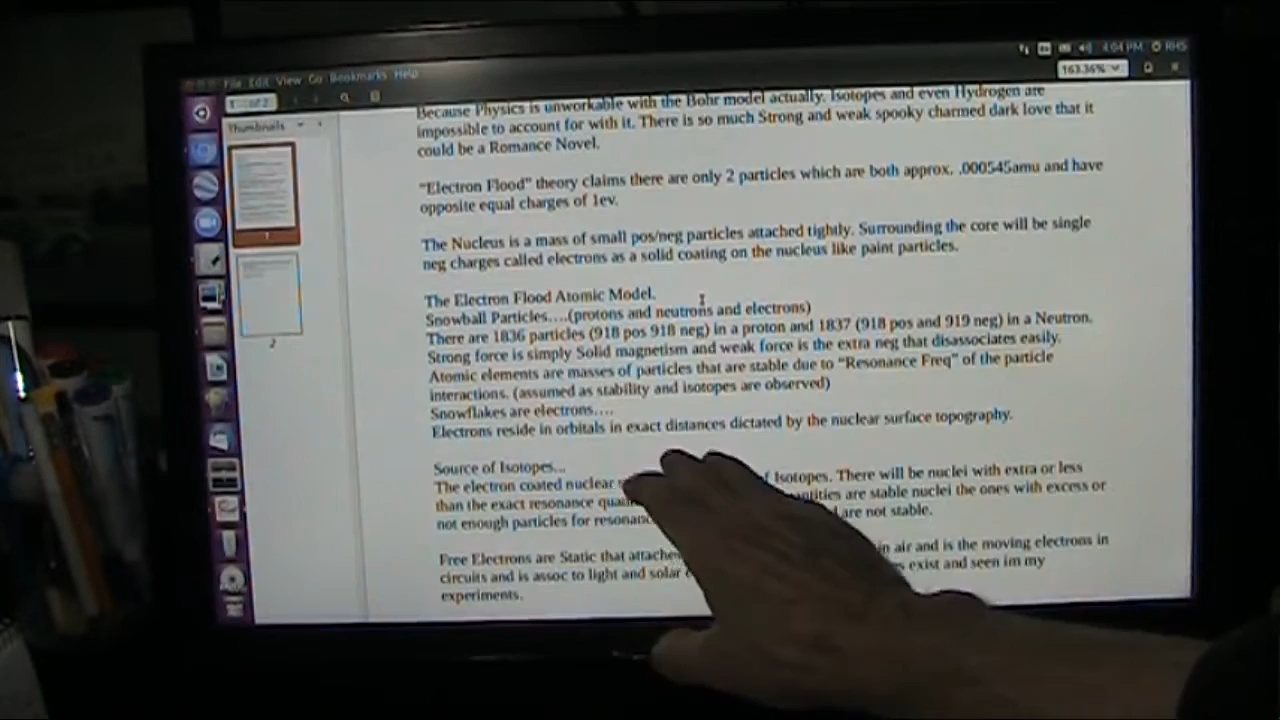 File Edit View Go Bookmarks Help
4:04 PM RHS
1 of 2
163.36%
Thumbnails
1
2
Because Physics is unworkable with the Bohr model actually. Isotopes and even Hydrogen are
impossible to account for with it. There is so much Strong and weak spooky charmed dark love that it
could be a Romance Novel.
"Electron Flood" theory claims there are only 2 particles which are both approx. .000545amu and have
opposite equal charges of 1ev.
The Nucleus is a mass of small pos/neg particles attached tightly. Surrounding the core will be single
neg charges called electrons as a solid coating on the nucleus like paint particles.
The Electron Flood Atomic Model.
Snowball Particles....(protons and neutrons and electrons)
There are 1836 particles (918 pos 918 neg) in a proton and 1837 (918 pos and 919 neg) in a Neutron.
Strong force is simply Solid magnetism and weak force is the extra neg that disassociates easily.
Atomic elements are masses of particles that are stable due to "Resonance Freq" of the particle
interactions. (assumed as stability and isotopes are observed)
Snowflakes are electrons....
Electrons reside in orbitals in exact distances dictated by the nuclear surface topography.
Source of Isotopes...
The electron coated nuclear of Isotopes. There will be nuclei with extra or less
than the exact resonance are stable nuclei the ones with excess or
not enough particles for are not stable.
Free Electrons are Static that in air and is the moving electrons in
circuits and is assoc to light and solar exist and seen im my
experiments.